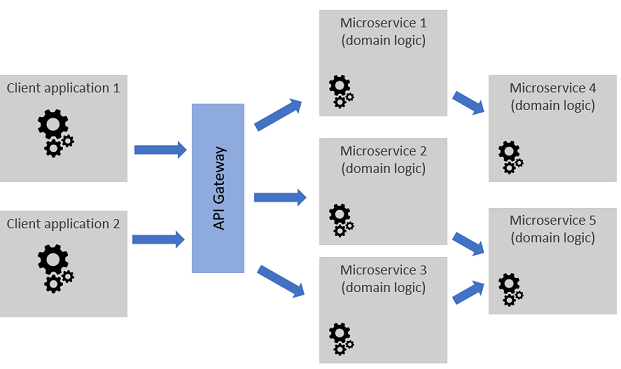 Client application 1
Client application 2
API Gateway
Microservice 1
(domain logic)
Microservice 2
(domain logic)
Microservice 3
(domain logic)
Microservice 4
(domain logic)
Microservice 5
(domain logic)